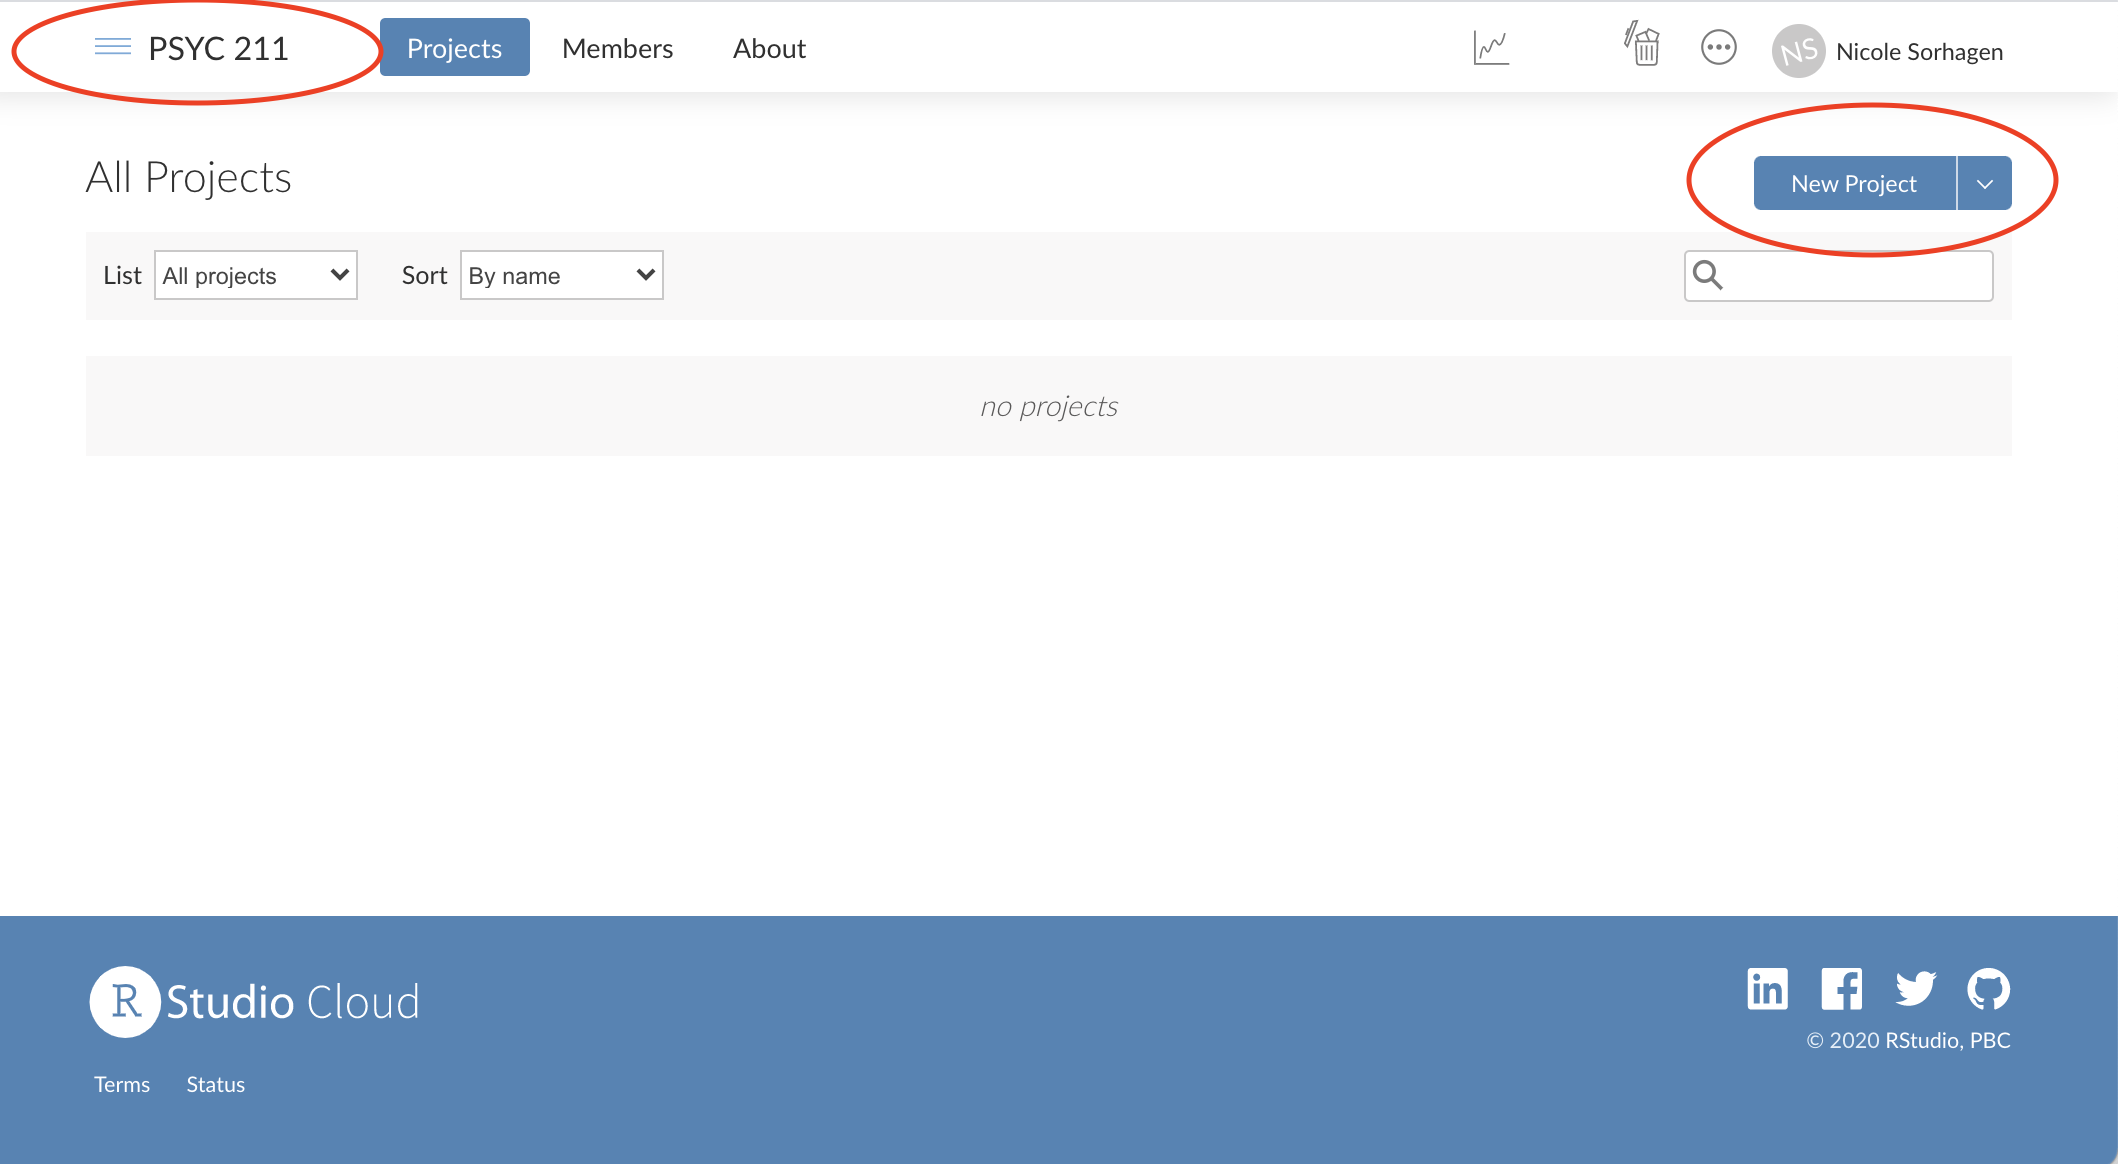 PSYC 211 Projects Members About NS Nicole Sorhagen
All Projects
New Project
List All projects Sort By name
no projects
R Studio Cloud
in f
© 2020 RStudio, PBC
Terms Status